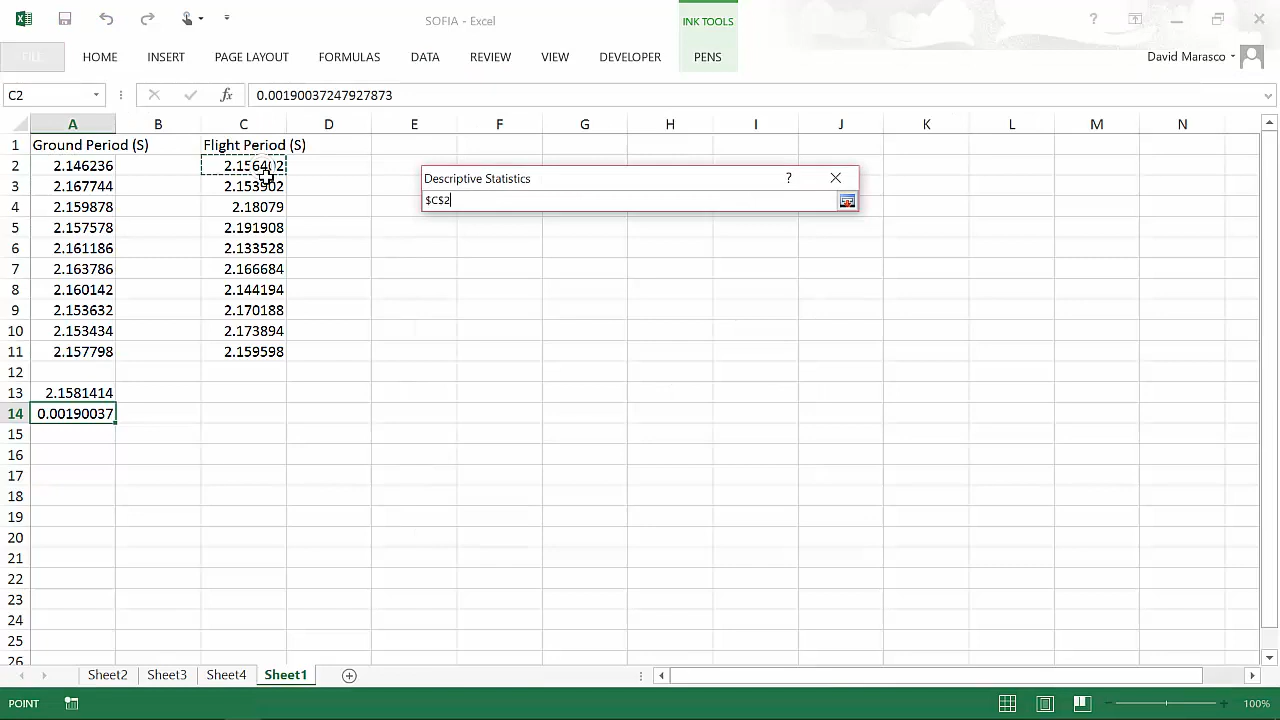 SOFIA - Excel
INK TOOLS
FILE
HOME
INSERT
PAGE LAYOUT
FORMULAS
DATA
REVIEW
VIEW
DEVELOPER
PENS
David Marasco
C2
fx
0.00190037247927873
A B C D E F G H I J K L M N
1 Ground Period (S) Flight Period (S)
2 2.146236
3 2.167744 2.153902
4 2.159878 2.18079
5 2.157578 2.191908
6 2.161186 2.133528
7 2.163786 2.166684
8 2.160142 2.144194
9 2.153632 2.170188
10 2.153434 2.173894
11 2.157798 2.159598
12
13 2.1581414
14 0.00190037
15
16
17
18
19
20
21
22
23
24
25
26
Descriptive Statistics
?
$C$2
Sheet2
Sheet3
Sheet4
Sheet1
POINT
100%